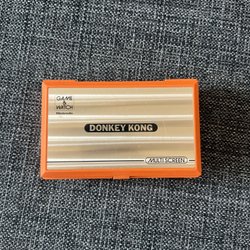 GAME &
WATCH
Nintendo
DONKEY KONG
MULTI SCREEN